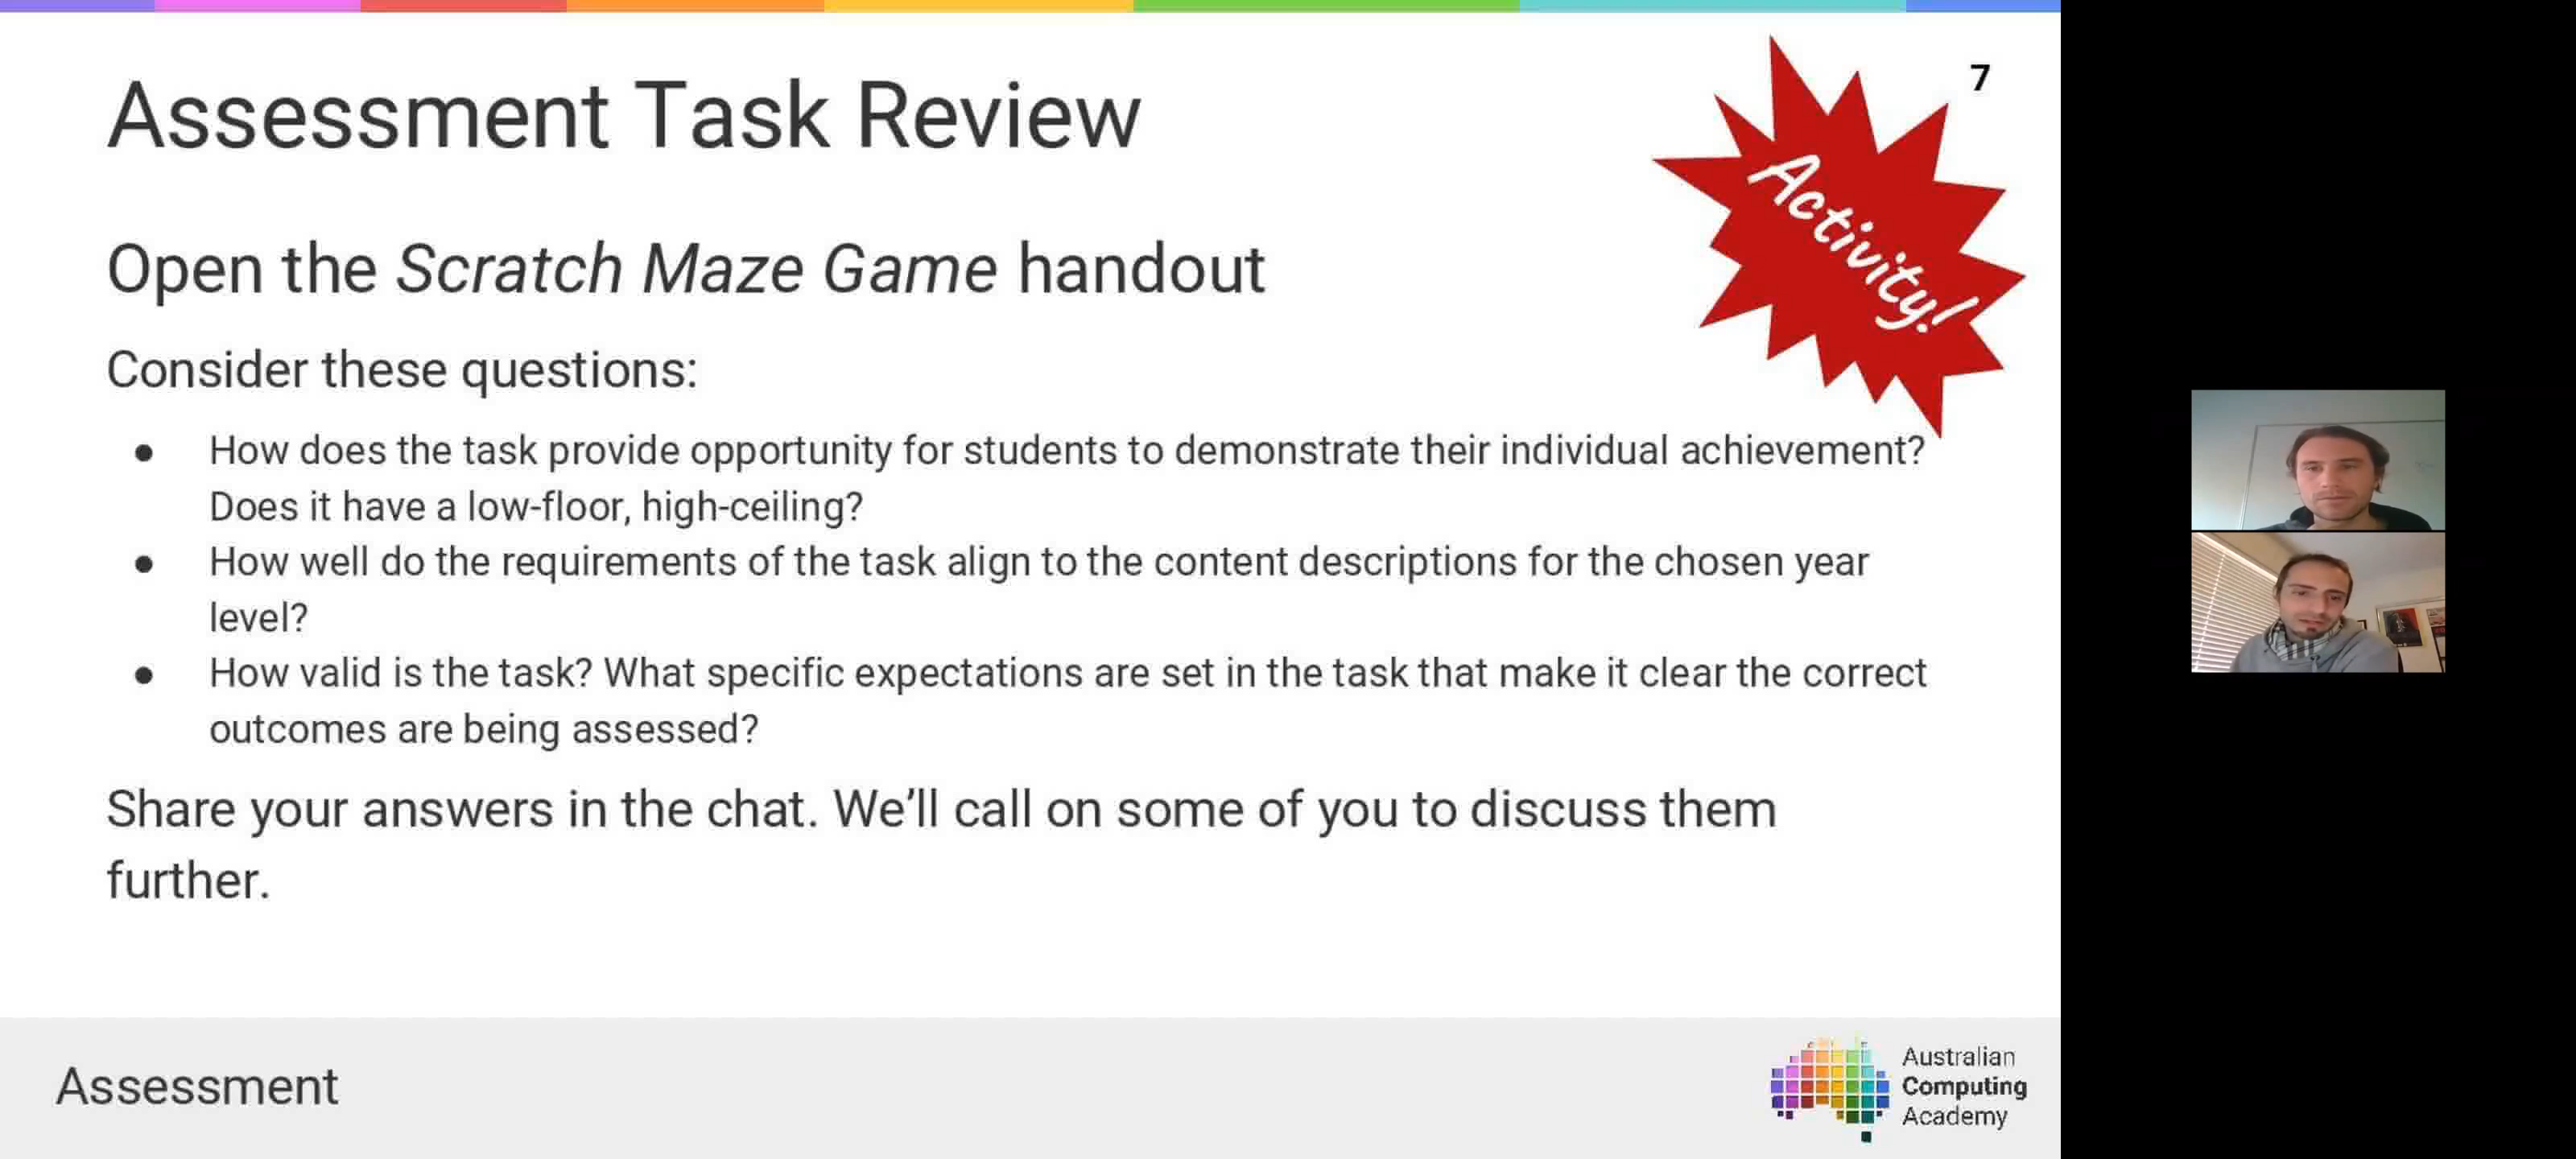 7
Assessment Task Review
Activity!
Open the Scratch Maze Game handout
Consider these questions:
● How does the task provide opportunity for students to demonstrate their individual achievement?
Does it have a low-floor, high-ceiling?
● How well do the requirements of the task align to the content descriptions for the chosen year
level?
● How valid is the task? What specific expectations are set in the task that make it clear the correct
outcomes are being assessed?
Share your answers in the chat. We’ll call on some of you to discuss them
further.
Assessment
Australian
Computing
Academy